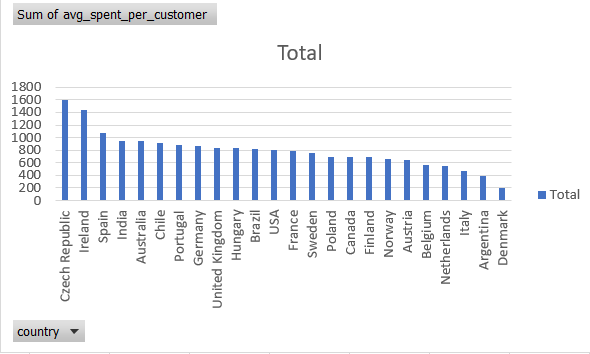 Sum of avg_spent_per_customer
Total
1800
1600
1400
1200
1000
800
600
400
200
0
Czech Republic
Ireland
Spain
India
Australia
Chile
Portugal
Germany
United Kingdom
Hungary
Brazil
USA
France
Sweden
Poland
Canada
Finland
Norway
Austria
Belgium
Netherlands
Italy
Argentina
Denmark
Total
country